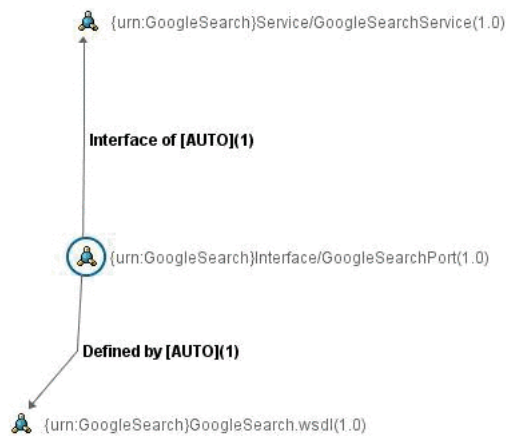 {urn:GoogleSearch}Service/GoogleSearchService(1.0)
Interface of [AUTO](1)
{urn:GoogleSearch}Interface/GoogleSearchPort(1.0)
Defined by [AUTO](1)
{urn:GoogleSearch}GoogleSearch.wsdl(1.0)